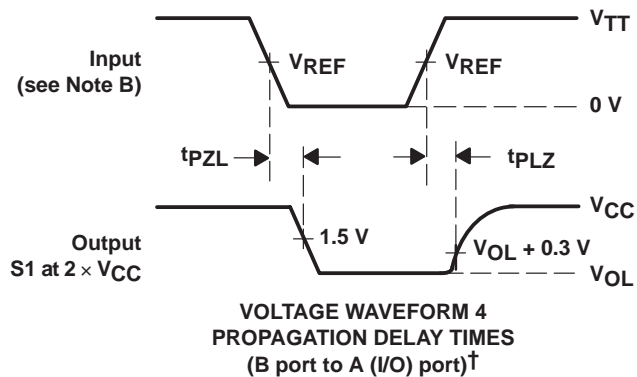 VTT
Input
(see Note B)
VREF
VREF
0 V
tPZL
tPLZ
VCC
Output
S1 at 2 × VCC
1.5 V
VOL + 0.3 V
VOL
VOLTAGE WAVEFORM 4
PROPAGATION DELAY TIMES
(B port to A (I/O) port)†